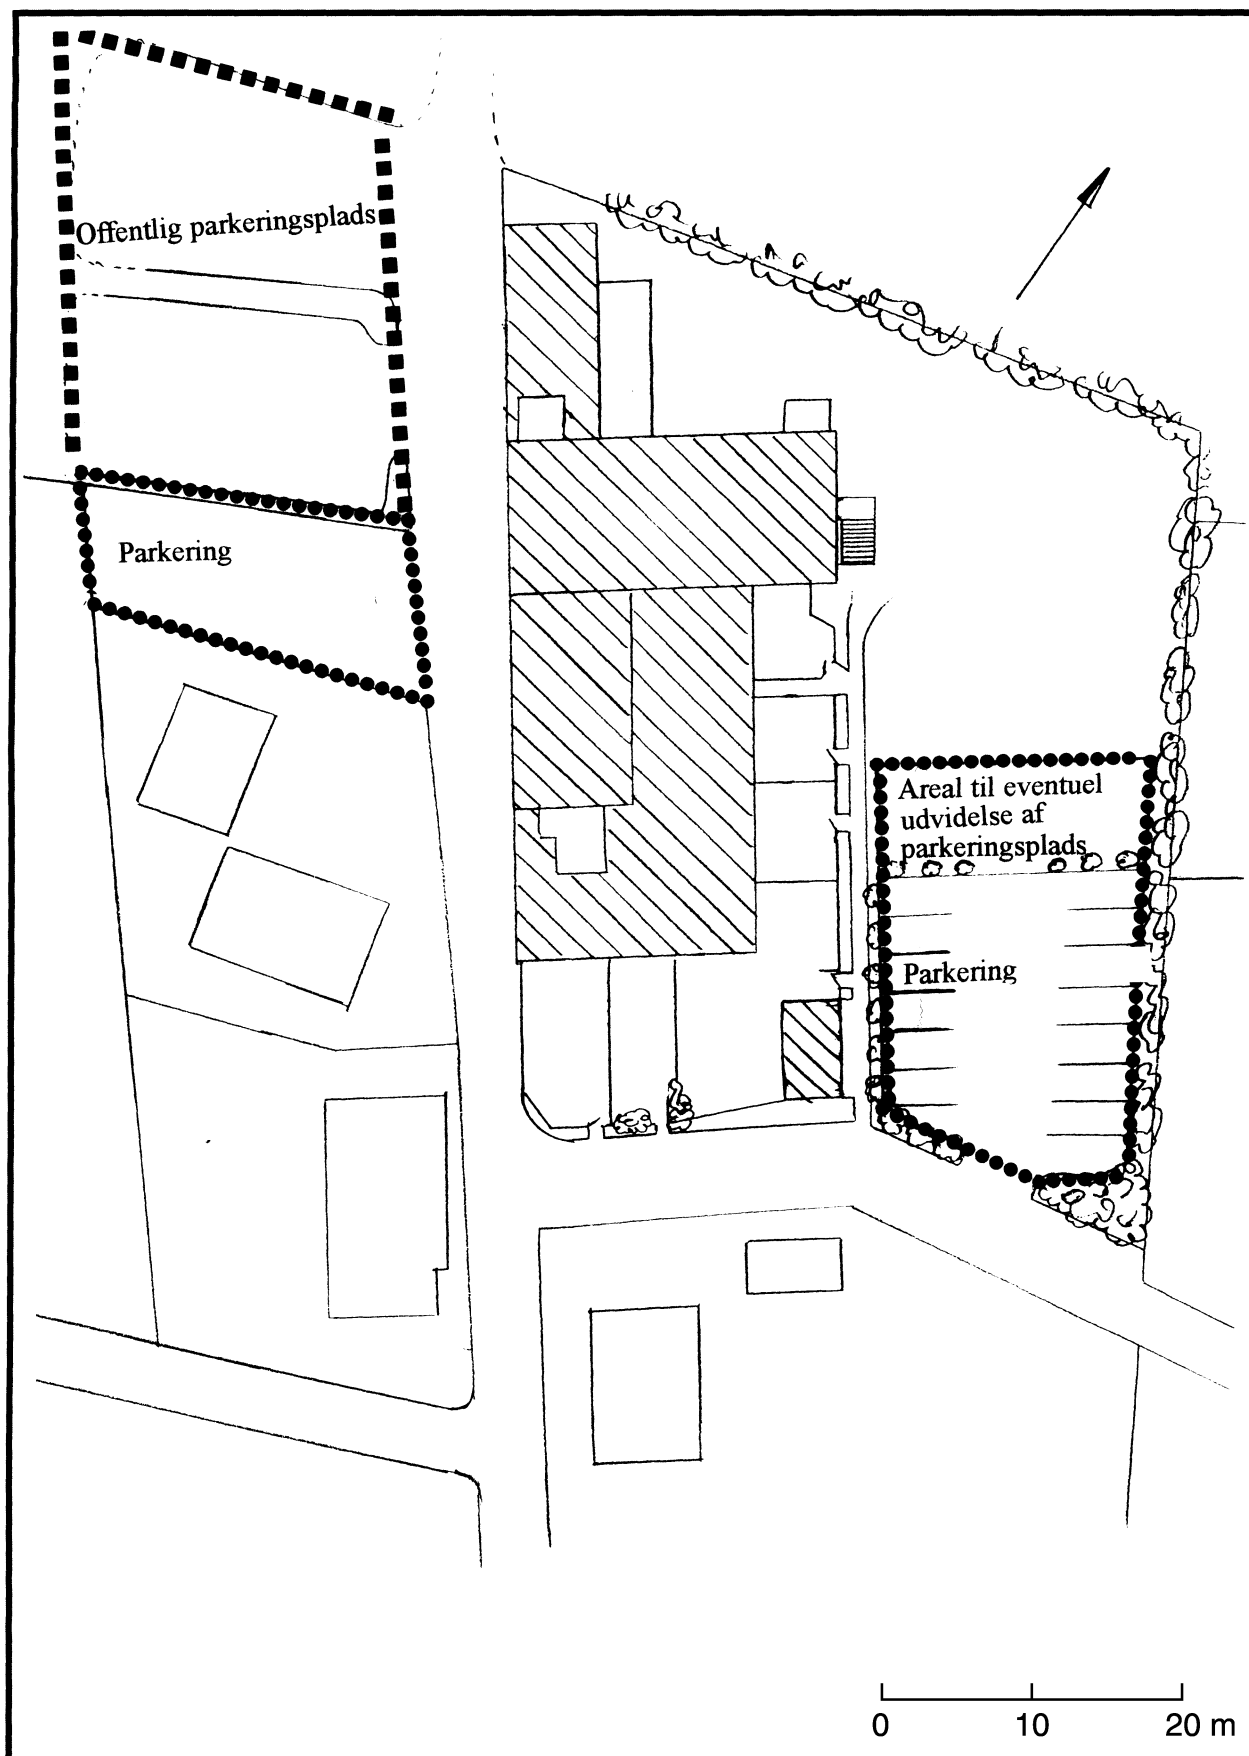 Offentlig parkeringsplads
Parkering
Areal til eventuel
udvidelse af
parkeringsplads
Parkering
0 10 20 m